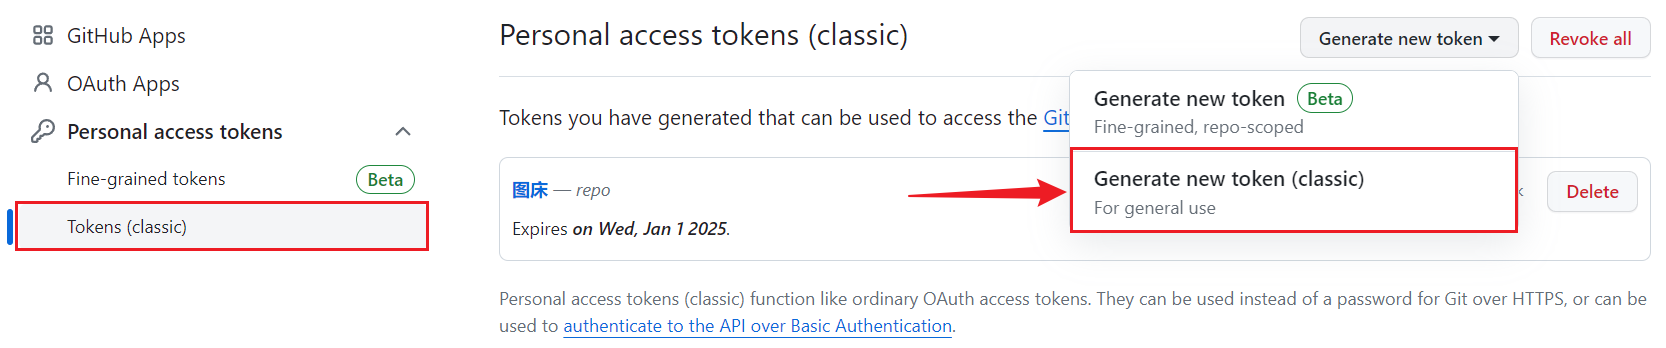 GitHub Apps
OAuth Apps
Personal access tokens
Fine-grained tokens Beta
Tokens (classic)
Personal access tokens (classic)
Generate new token
Revoke all
Generate new token Beta
Fine-grained, repo-scoped
Generate new token (classic)
For general use
Tokens you have generated that can be used to access the Git
图床 — repo
Delete
Expires on Wed, Jan 1 2025.
Personal access tokens (classic) function like ordinary OAuth access tokens. They can be used instead of a password for Git over HTTPS, or can be
used to authenticate to the API over Basic Authentication.